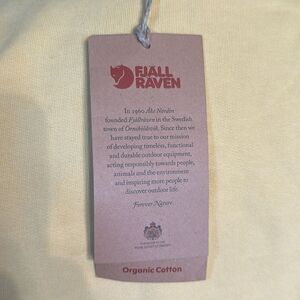 FJÄLL
RÄVEN
In 1960 Åke Nordin
founded Fjällräven in the Swedish
town of Örnsköldsvik. Since then we
have stayed true to our mission
of developing timeless, functional
and durable outdoor equipment,
acting responsibly towards people,
animals and the environment
and inspiring more people to
discover outdoor life.
Forever Nature
Organic Cotton